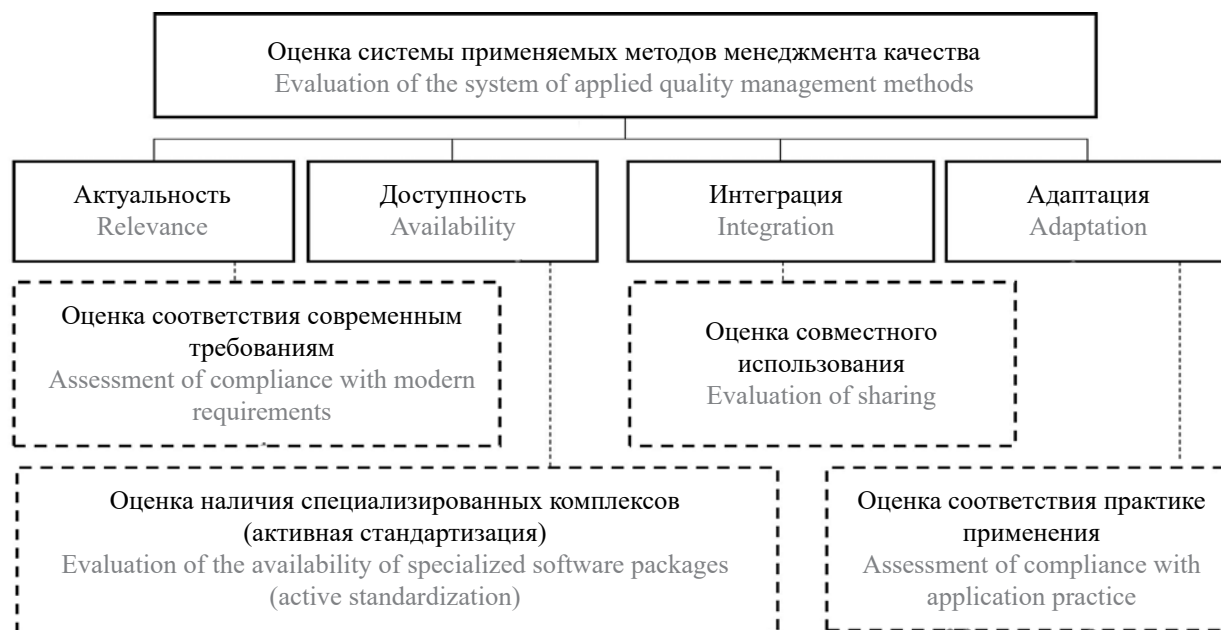 Оценка системы применяемых методов менеджмента качества
Evaluation of the system of applied quality management methods
Актуальность
Relevance
Доступность
Availability
Интеграция
Integration
Адаптация
Adaptation
Оценка соответствия современным
требованиям
Assessment of compliance with modern
requirements
Оценка совместного
использования
Evaluation of sharing
Оценка наличия специализированных комплексов
(активная стандартизация)
Evaluation of the availability of specialized software packages
(active standardization)
Оценка соответствия практике
применения
Assessment of compliance with
application practice